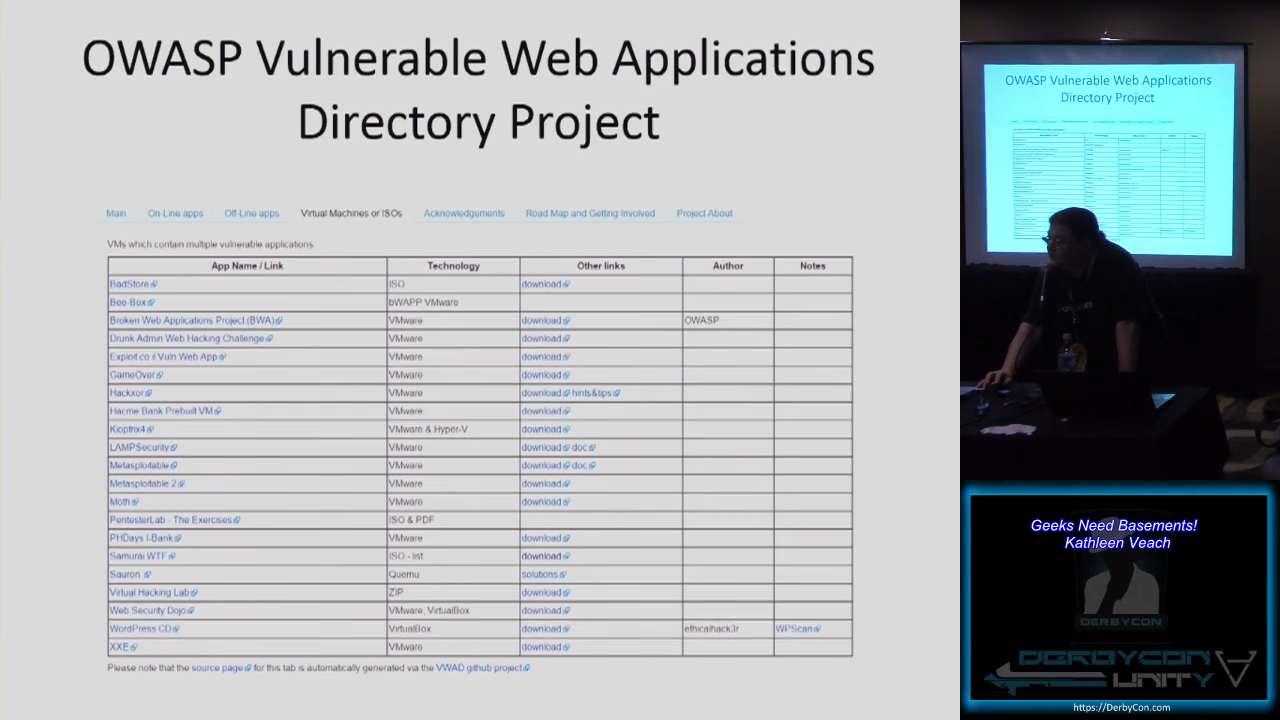 OWASP Vulnerable Web Applications
Directory Project
Main On-Line apps Off-Line apps Virtual Machines or ISOs Acknowledgements Road Map and Getting Involved Project About
VMs which contain multiple vulnerable applications
App Name / Link Technology Other links Author Notes
BadStore ISO download
Bee-Box bWAPP VMware
Broken Web Applications Project (BWA) VMware download OWASP
Drunk Admin Web Hacking Challenge VMware download
Exploit.co.il Vuln Web App VMware download
GameOver VMware download
Hackxor VMware download hints&tips
Hacme Bank Prebuilt VM VMware download
Kioptrix4 VMware & Hyper-V download
LAMPSecurity VMware download doc
Metasploitable VMware download doc
Metasploitable 2 VMware download
Moth VMware download
PentesterLab - The Exercises ISO & PDF
PHDays I-Bank VMware download
Samurai WTF ISO - list download
Sauron Quemu solutions
Virtual Hacking Lab ZIP download
Web Security Dojo VMware, VirtualBox download
WordPress CD VirtualBox download ethicalhack3r WPScan
XXE VMware download
Please note that the source page for this tab is automatically generated via the VWAD github project
OWASP Vulnerable Web Applications
Directory Project
Geeks Need Basements!
Kathleen Veach
DERBYCON
DERBYCON
UNITY
https://DerbyCon.com